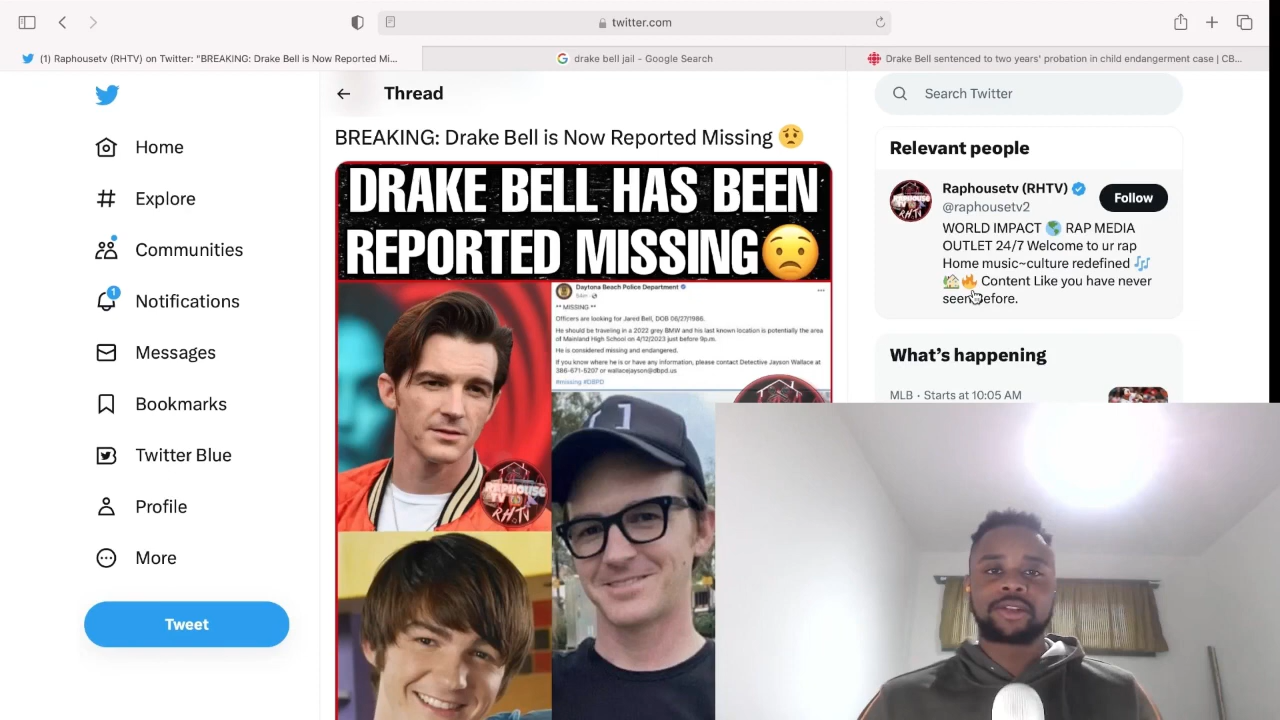 twitter.com
(1) Raphousetv (RHTV) on Twitter: "BREAKING: Drake Bell is Now Reported Mi...
drake bell jail - Google Search
Drake Bell sentenced to two years' probation in child endangerment case | CB...
Home
Explore
Communities
1
Notifications
Messages
Bookmarks
Twitter Blue
Profile
More
Tweet
Thread
BREAKING: Drake Bell is Now Reported Missing 😟
DRAKE BELL HAS BEEN
REPORTED MISSING😟
Daytona Beach Police Department
** MISSING **
Officers are looking for Jared Bell, DOB 06/27/1986.
He should be traveling in a 2022 grey BMW and his last known location is potentially the area
of Mainland High School on 4/12/2023 just before 9p.m.
He is considered missing and endangered.
If you know where he is or have any information, please contact Detective Jayson Wallace at
386-671-5207 or wallacejayson@dbpd.us
#missing #DBPD
RAPHOUSE
TV
RH.TV
Search Twitter
Relevant people
Raphousetv (RHTV)
@raphousetv2
Follow
WORLD IMPACT 🌎 RAP MEDIA
OUTLET 24/7 Welcome to ur rap
Home music~culture redefined 🎶
🏡🔥 Content Like you have never
seen before.
What's happening
MLB · Starts at 10:05 AM